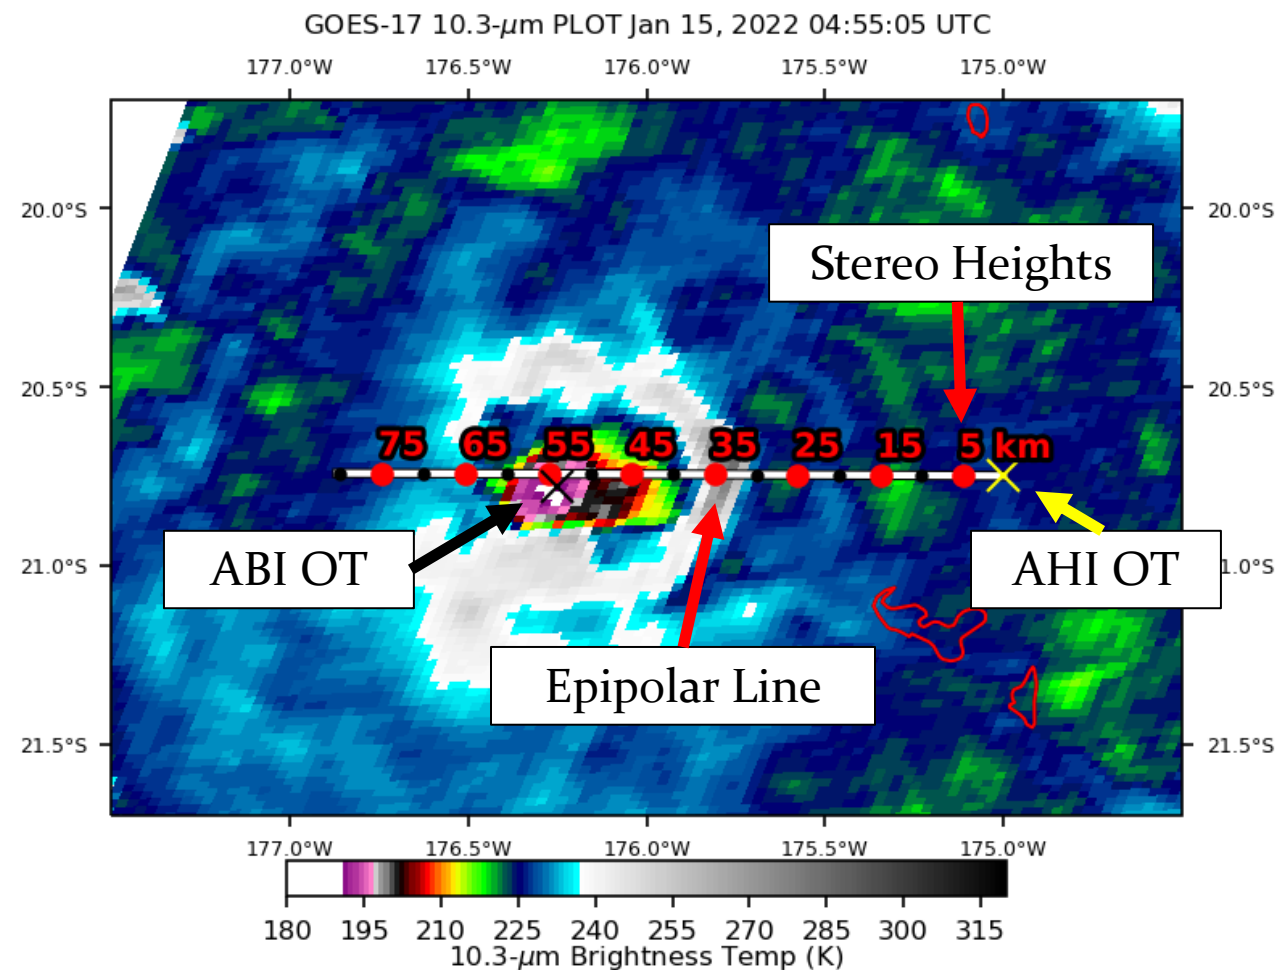 GOES-17 10.3-μm PLOT Jan 15, 2022 04:55:05 UTC
177.0°W 176.5°W 176.0°W 175.5°W 175.0°W
20.0°S 20.0°S
Stereo Heights
20.5°S 20.5°S
75 65 55 45 35 25 15 5 km
ABI OT
AHI OT
21.0°S 1.0°S
Epipolar Line
21.5°S 21.5°S
177.0°W 176.5°W 176.0°W 175.5°W 175.0°W
180 195 210 225 240 255 270 285 300 315
10.3-μm Brightness Temp (K)